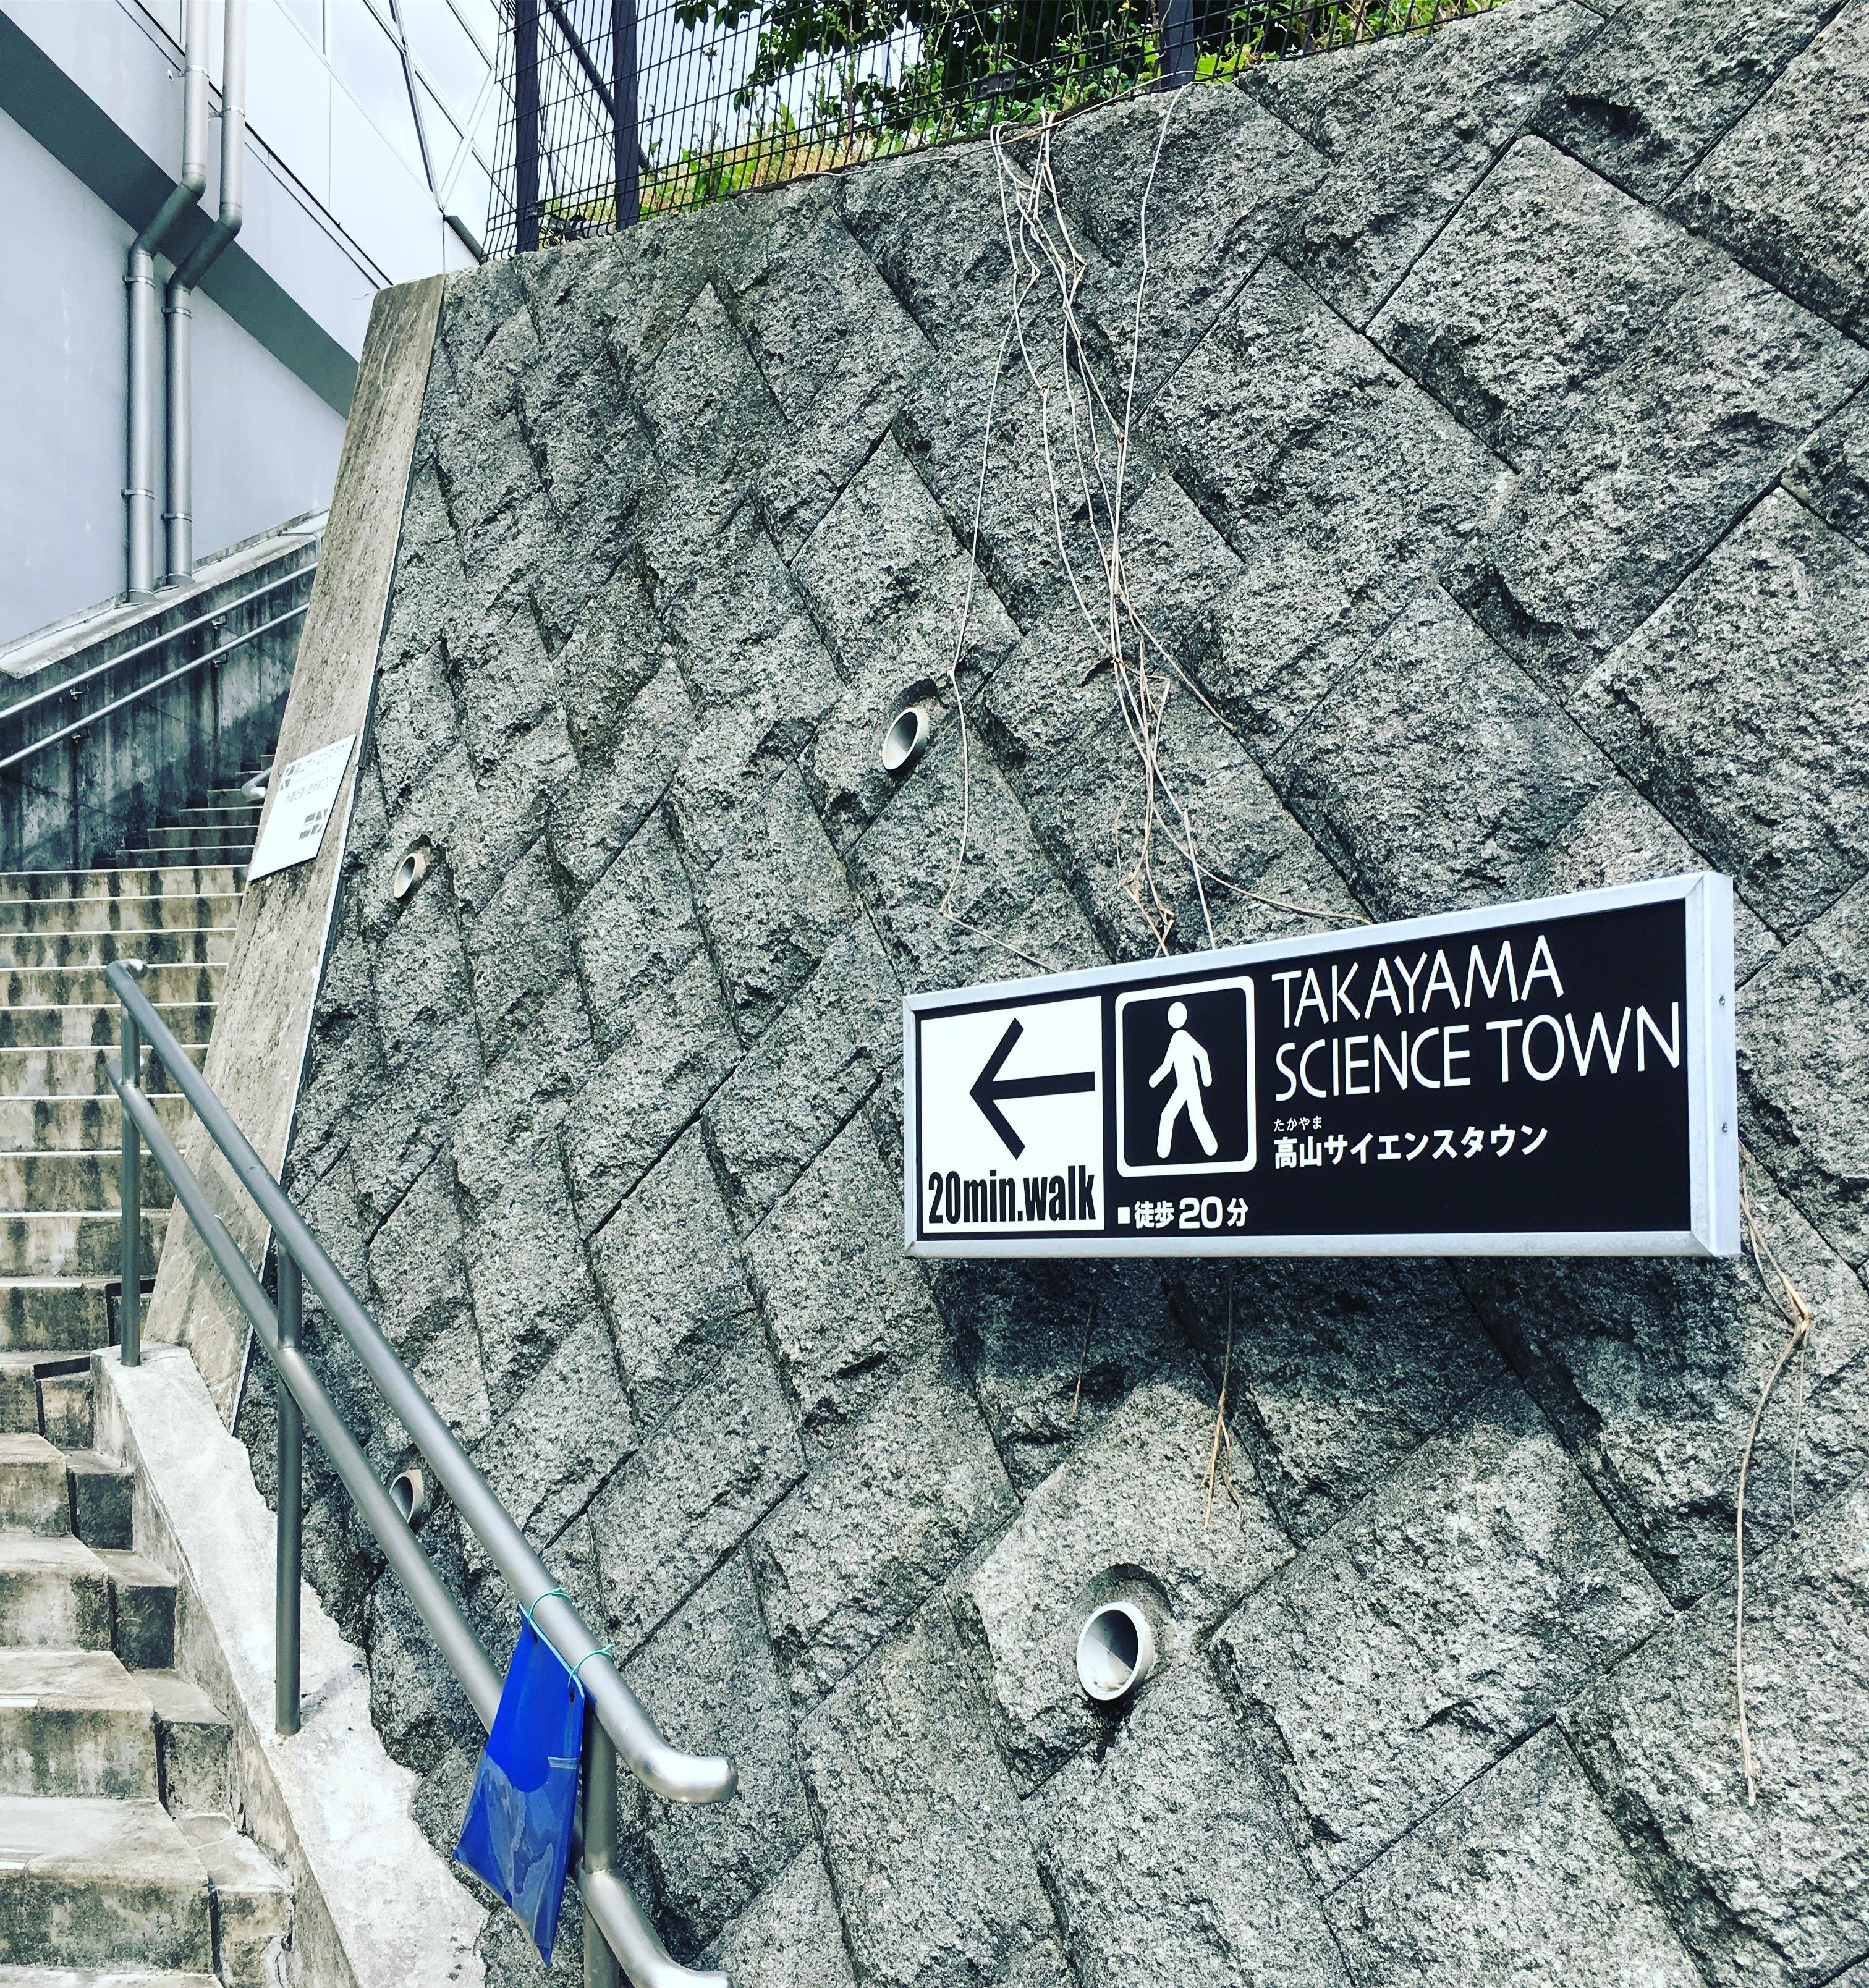 TAKAYAMA
SCIENCE TOWN
たかやま
高山サイエンスタウン
20min.walk
■徒歩20分